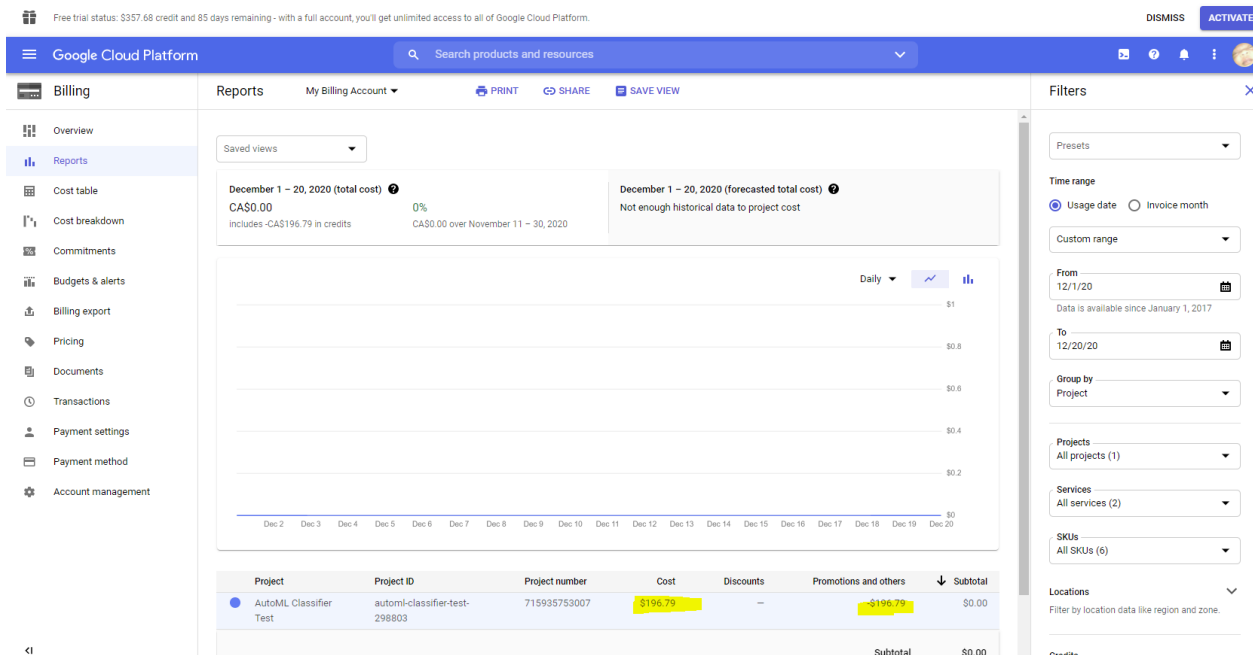 Free trial status: $357.68 credit and 85 days remaining - with a full account, you'll get unlimited access to all of Google Cloud Platform.
DISMISS
ACTIVATE
Google Cloud Platform
Search products and resources
Billing
Overview
Reports
Cost table
Cost breakdown
Commitments
Budgets & alerts
Billing export
Pricing
Documents
Transactions
Payment settings
Payment method
Account management
Reports
My Billing Account
PRINT
SHARE
SAVE VIEW
Saved views
December 1 – 20, 2020 (total cost)
CA$0.00
includes -CA$196.79 in credits
0%
CA$0.00 over November 11 – 30, 2020
December 1 – 20, 2020 (forecasted total cost)
Not enough historical data to project cost
Daily
$1
$0.8
$0.6
$0.4
$0.2
$0
Dec 2 Dec 3 Dec 4 Dec 5 Dec 6 Dec 7 Dec 8 Dec 9 Dec 10 Dec 11 Dec 12 Dec 13 Dec 14 Dec 15 Dec 16 Dec 17 Dec 18 Dec 19 Dec 20
Project Project ID Project number Cost Discounts Promotions and others Subtotal
AutoML Classifier automl-classifier-test- 715935753007 $196.79 – -$196.79 $0.00
Test 298803
Subtotal $0.00
Filters
Presets
Time range
Usage date
Invoice month
Custom range
From
12/1/20
Data is available since January 1, 2017
To
12/20/20
Group by
Project
Projects
All projects (1)
Services
All services (2)
SKUs
All SKUs (6)
Locations
Filter by location data like region and zone.
Credits